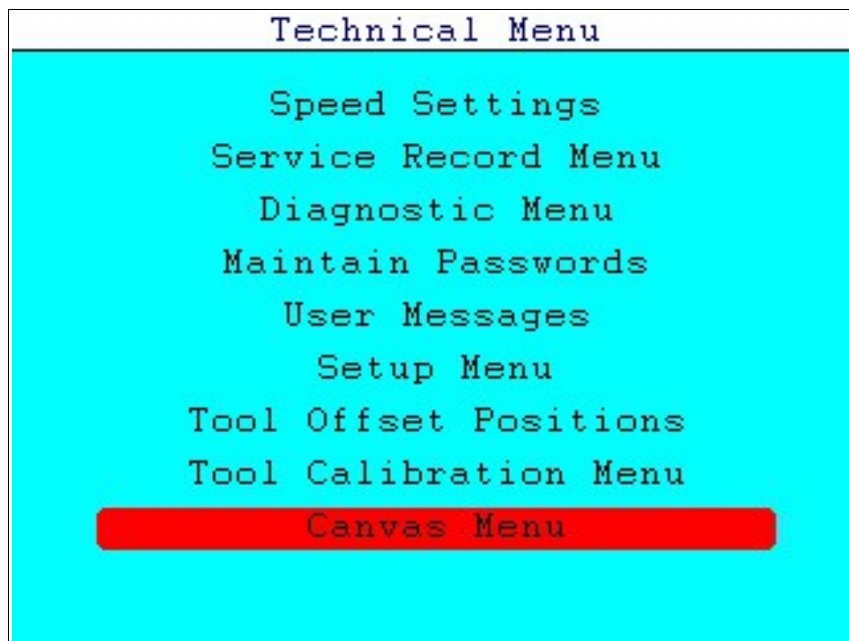 Technical Menu
Speed Settings
Service Record Menu
Diagnostic Menu
Maintain Passwords
User Messages
Setup Menu
Tool Offset Positions
Tool Calibration Menu
Canvas Menu